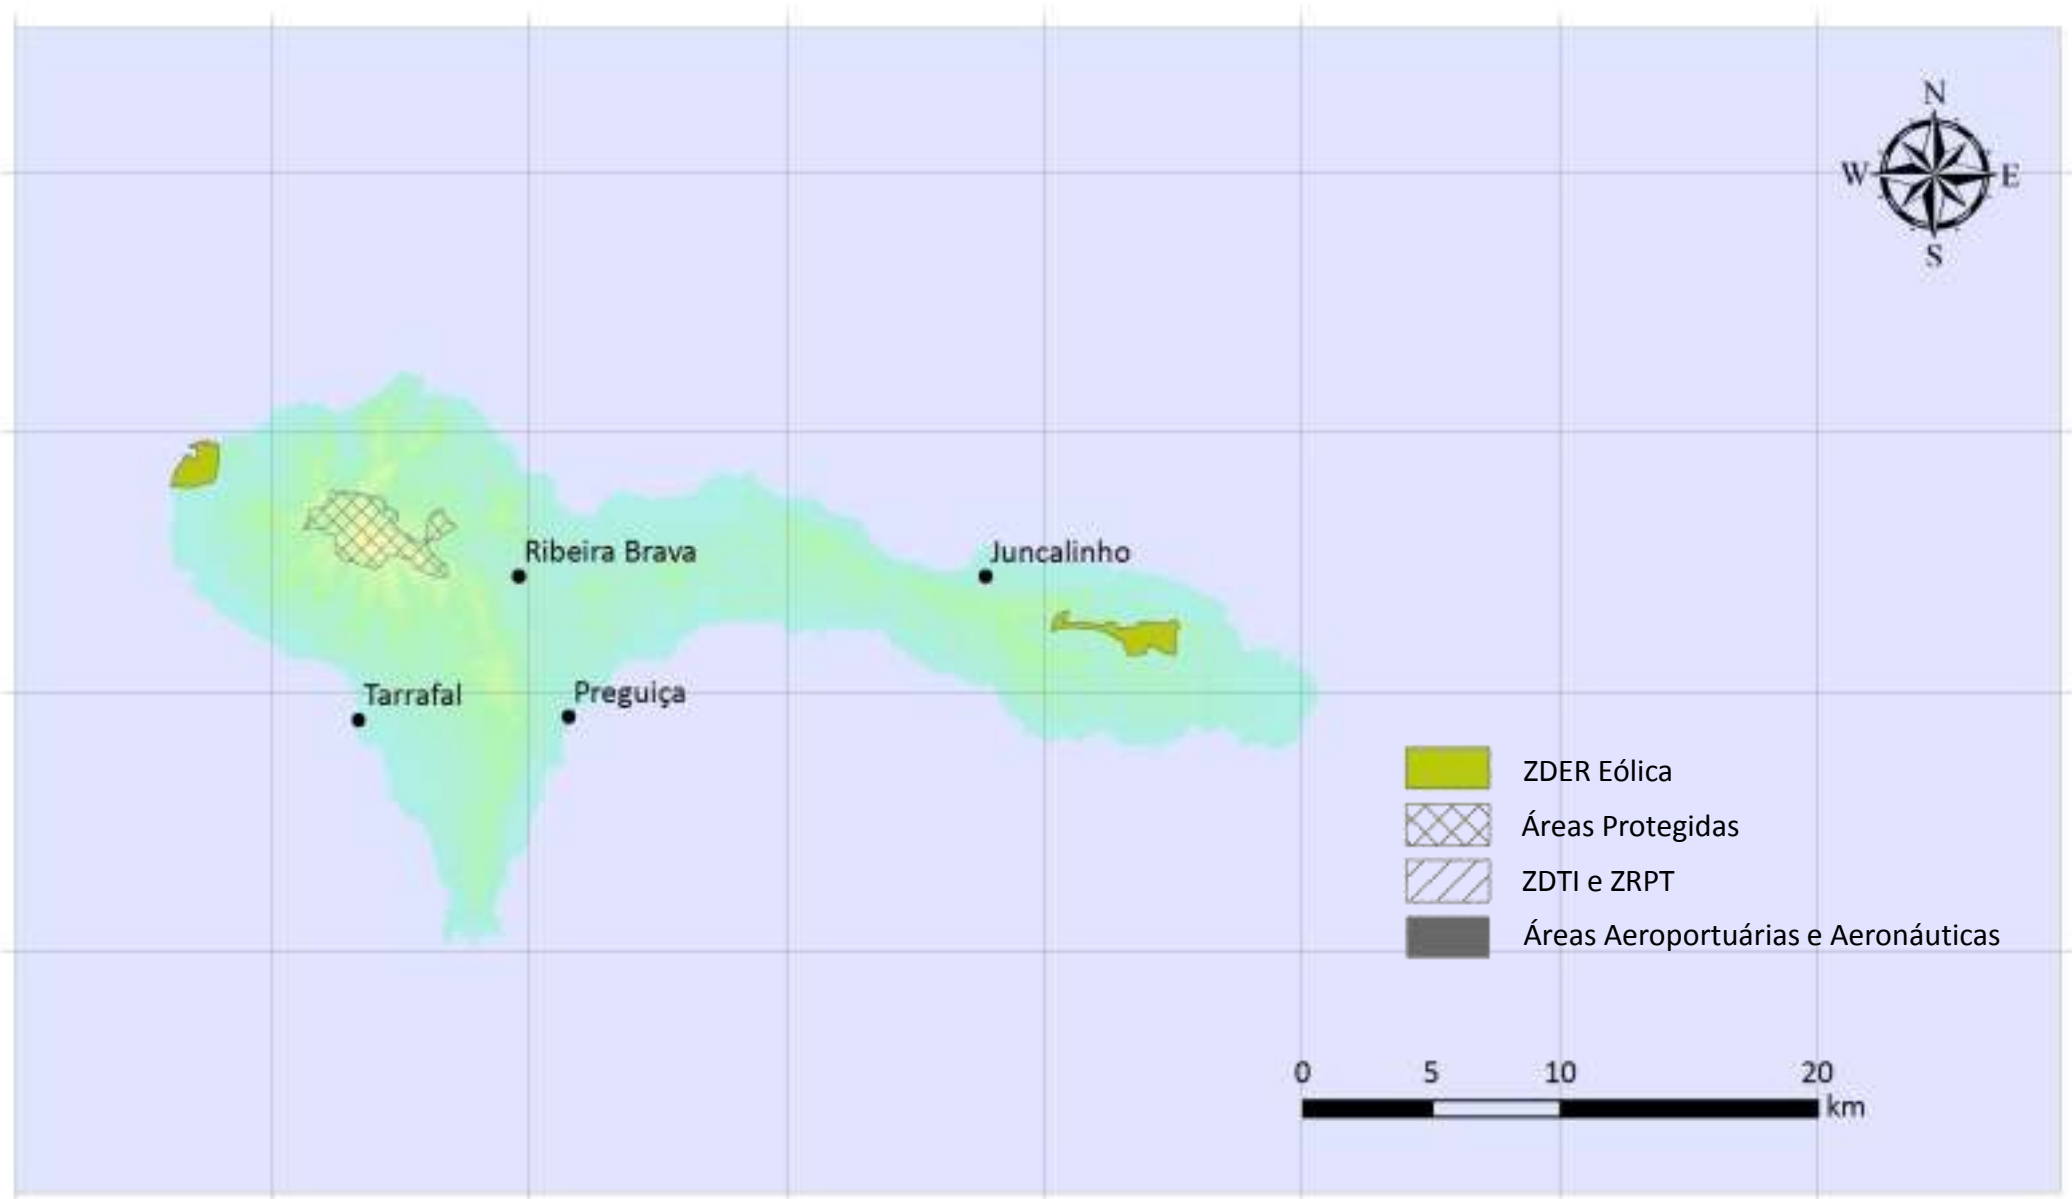 N
W E
S
Ribeira Brava
Juncalinho
Tarrafal
Preguiça
ZDER Eólica
Áreas Protegidas
ZDTI e ZRPT
Áreas Aeroportuárias e Aeronáuticas
0 5 10 20
km